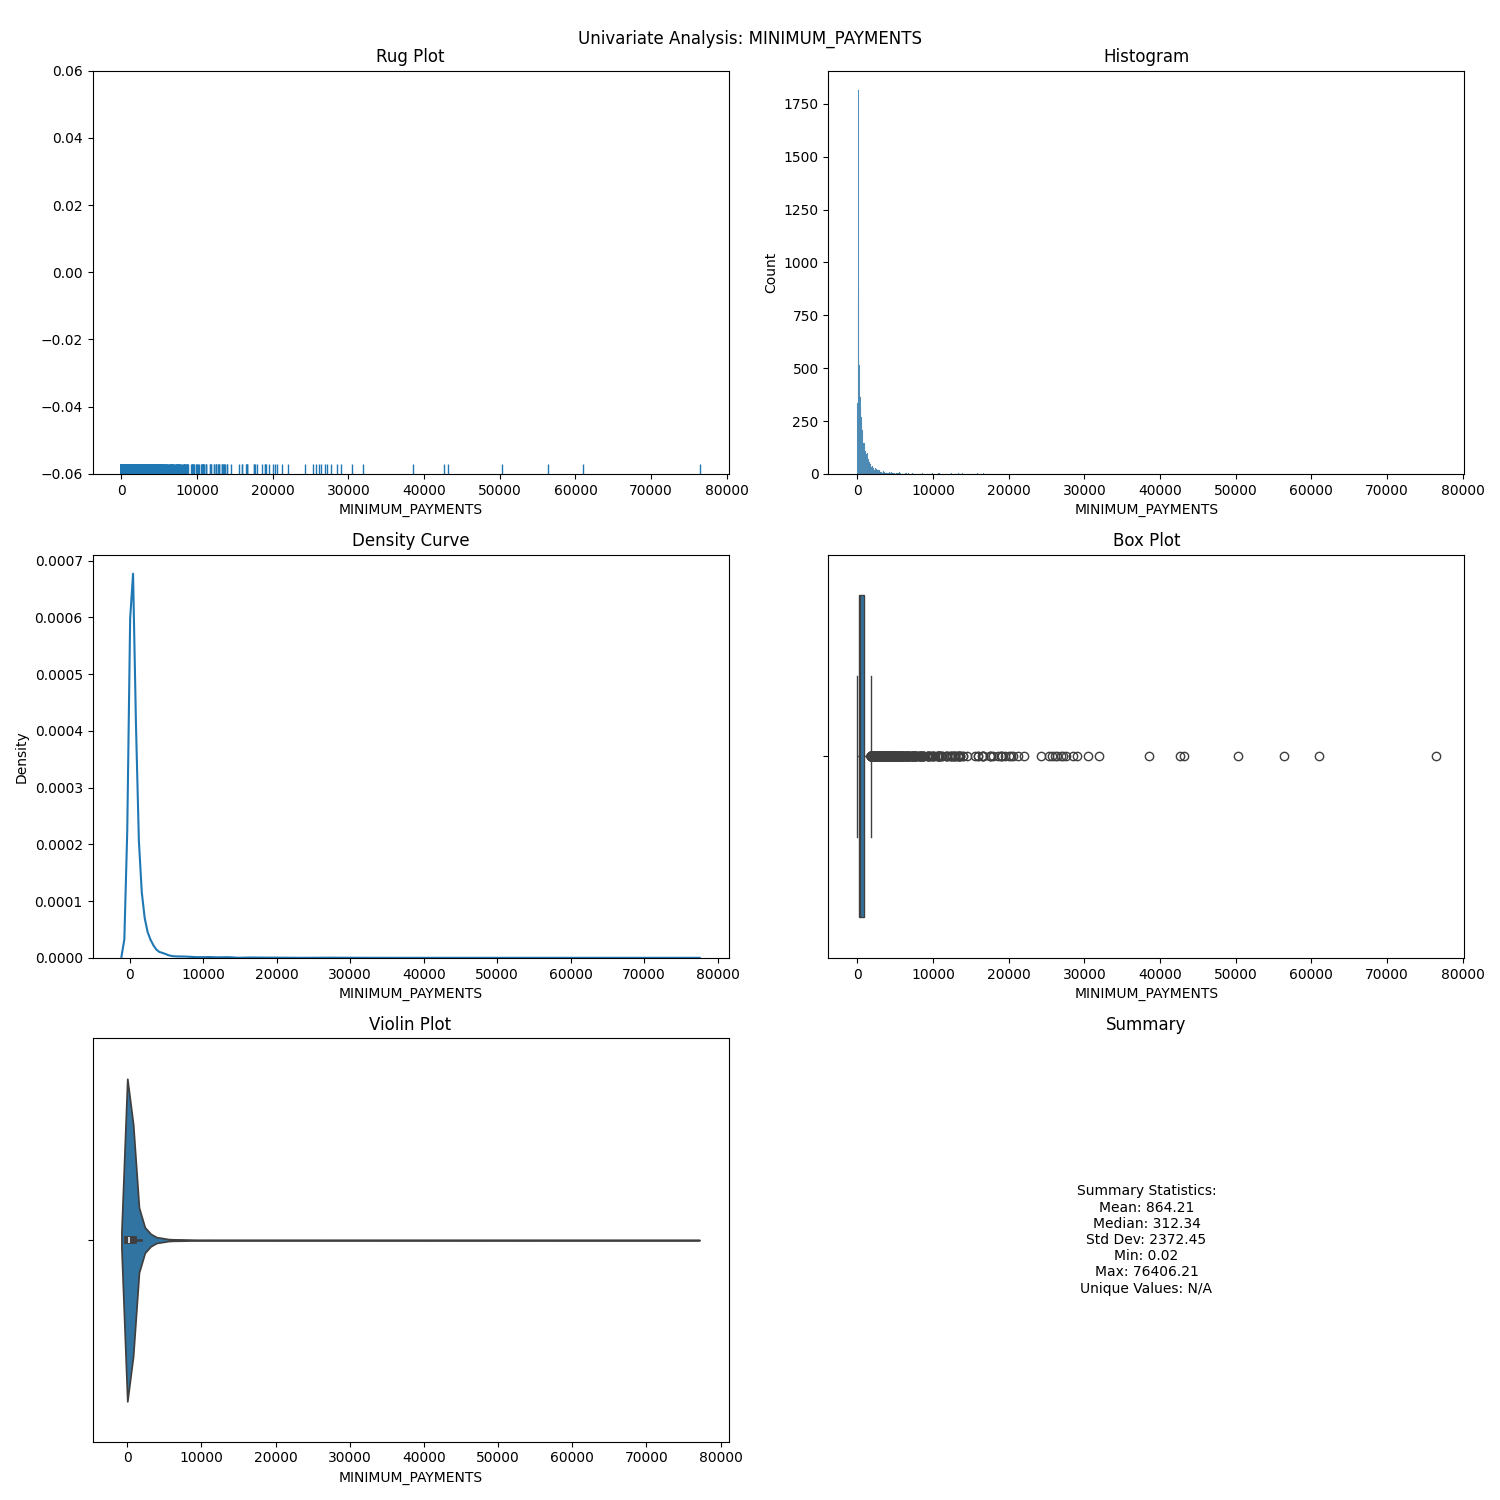 Univariate Analysis: MINIMUM_PAYMENTS
Rug Plot
0.06
0.04
0.02
0.00
−0.02
−0.04
−0.06
0 10000 20000 30000 40000 50000 60000 70000 80000
MINIMUM_PAYMENTS
Histogram
Count
1750
1500
1250
1000
750
500
250
0
0 10000 20000 30000 40000 50000 60000 70000 80000
MINIMUM_PAYMENTS
Density Curve
Density
0.0007
0.0006
0.0005
0.0004
0.0003
0.0002
0.0001
0.0000
0 10000 20000 30000 40000 50000 60000 70000 80000
MINIMUM_PAYMENTS
Box Plot
0 10000 20000 30000 40000 50000 60000 70000 80000
MINIMUM_PAYMENTS
Violin Plot
0 10000 20000 30000 40000 50000 60000 70000 80000
MINIMUM_PAYMENTS
Summary
Summary Statistics:
Mean: 864.21
Median: 312.34
Std Dev: 2372.45
Min: 0.02
Max: 76406.21
Unique Values: N/A